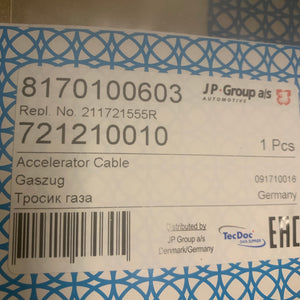 8170100603
JP·Group a/s
AUTOMOTIVE
Repl. No. 211721555R
721210010
1 Pcs
Accelerator Cable
Gaszug
091710016
Тросик газа
Germany
Distributed by
JP Group a/s
Denmark/Germany
TecDoc
EAC